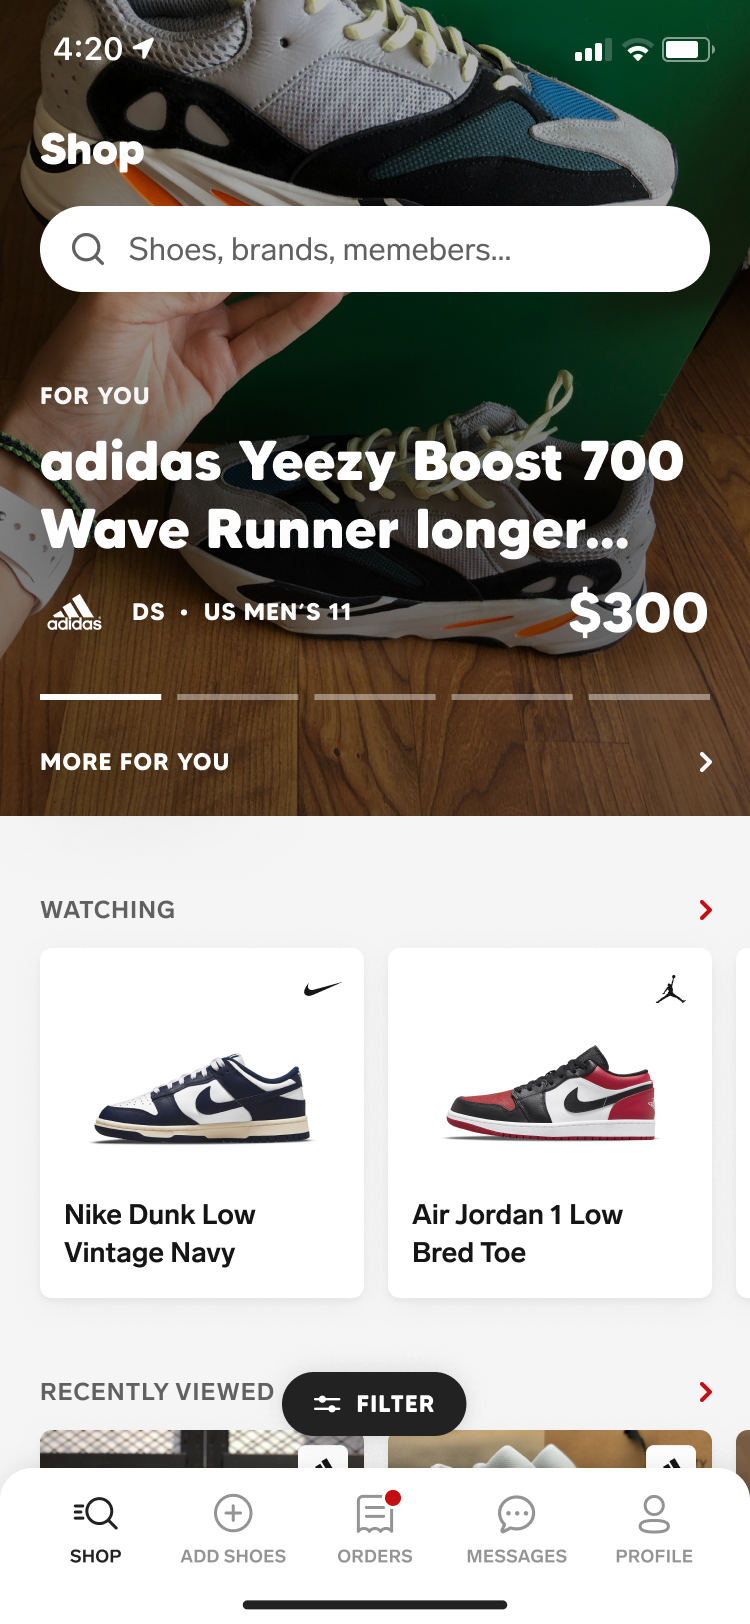 4:20
Shop
Shoes, brands, memebers...
FOR YOU
adidas Yeezy Boost 700
Wave Runner longer...
adidas
DS • US MEN’S 11
$300
MORE FOR YOU
WATCHING
Nike Dunk Low
Vintage Navy
Air Jordan 1 Low
Bred Toe
RECENTLY VIEWED
FILTER
SHOP
ADD SHOES
ORDERS
MESSAGES
PROFILE